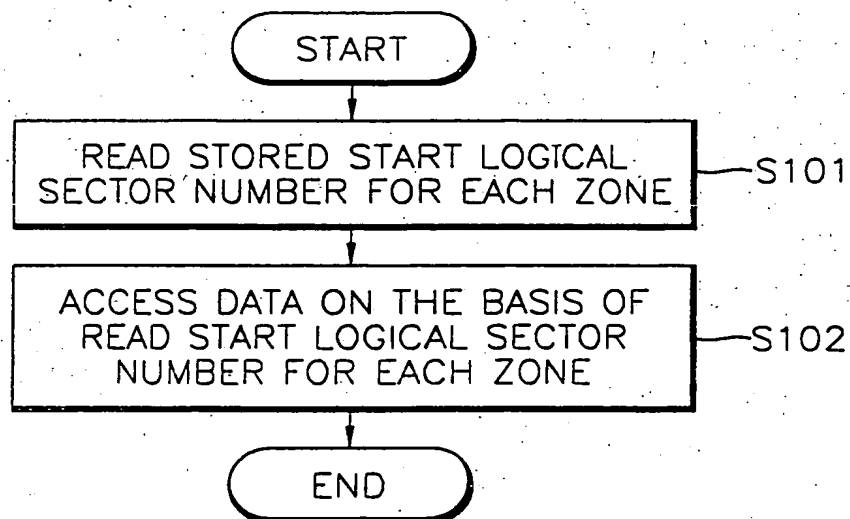 START
READ STORED START LOGICAL
SECTOR NUMBER FOR EACH ZONE
S101
ACCESS DATA ON THE BASIS OF
READ START LOGICAL SECTOR
NUMBER FOR EACH ZONE
S102
END